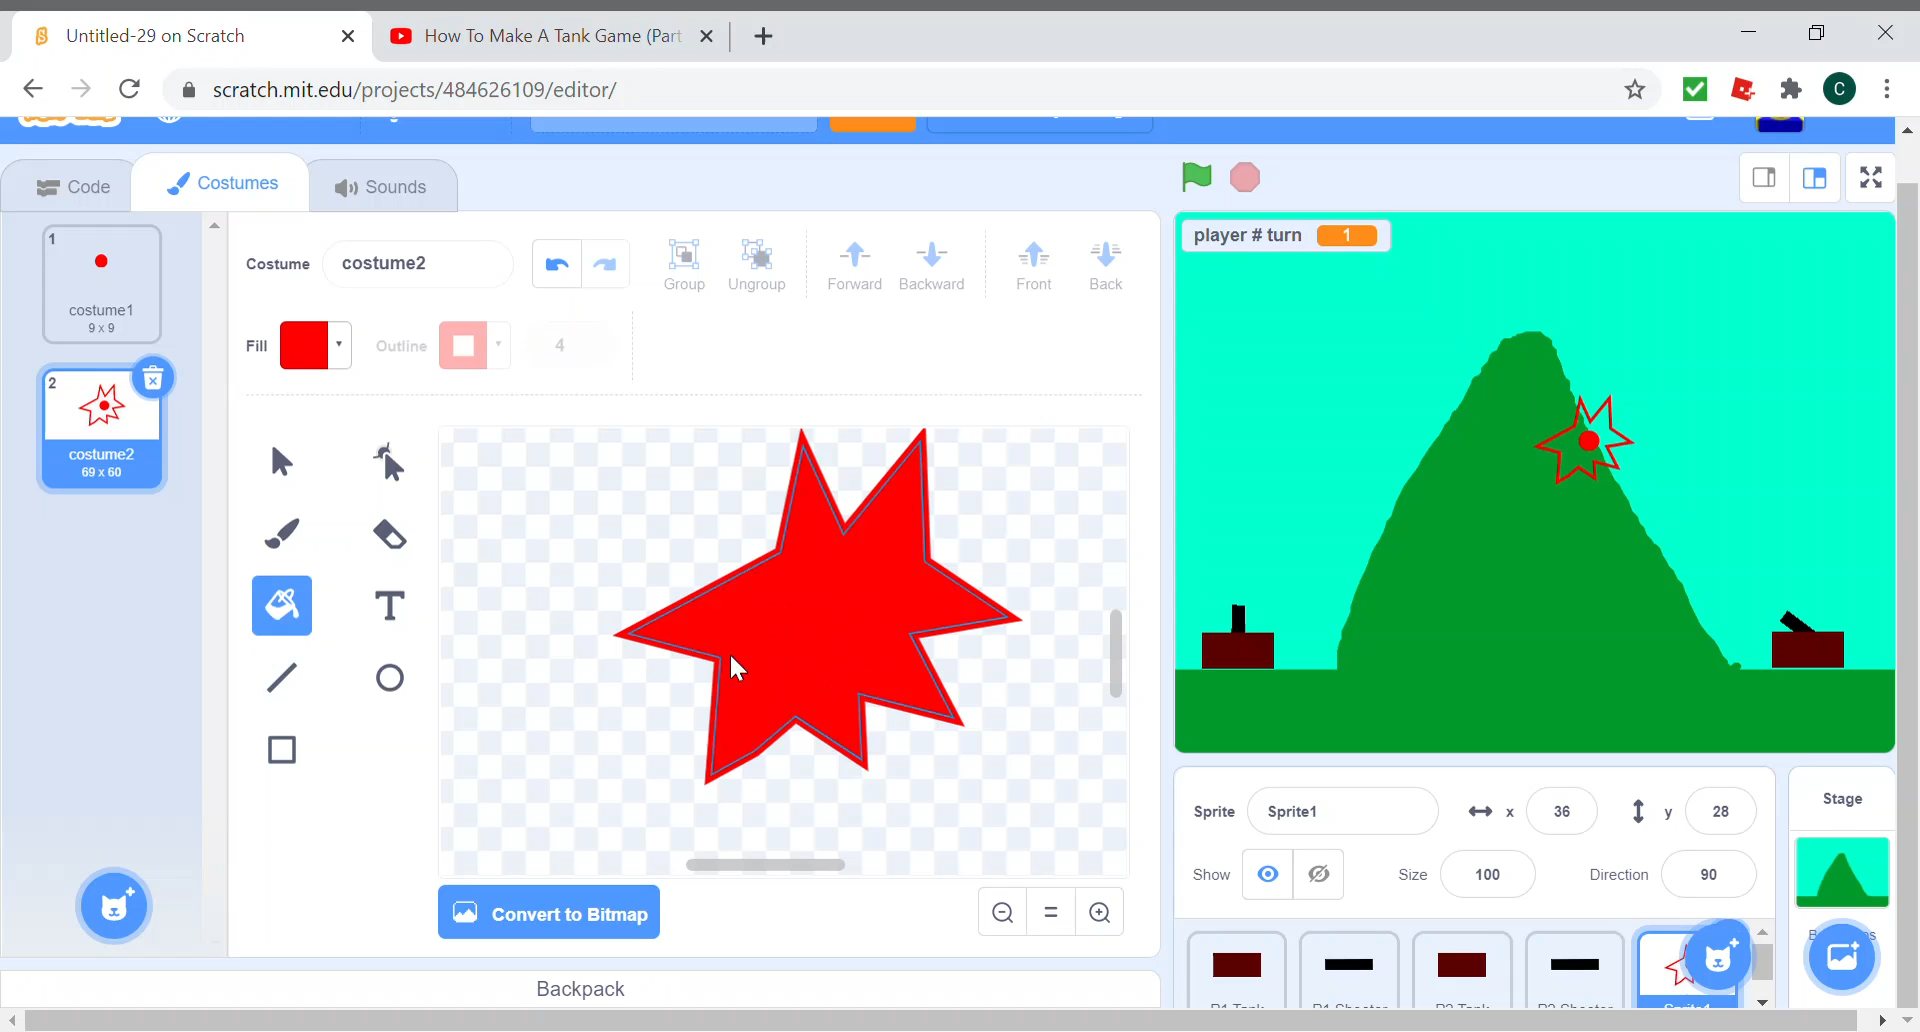 Untitled-29 on Scratch
How To Make A Tank Game (Part
scratch.mit.edu/projects/484626109/editor/
C
Code
Costumes
Sounds
1
costume1
9 x 9
2
costume2
69 x 60
Costume
costume2
Group
Ungroup
Forward
Backward
Front
Back
Fill
Outline
4
T
Convert to Bitmap
Backpack
player # turn
1
Sprite
Sprite1
x
36
y
28
Show
Size
100
Direction
90
Stage